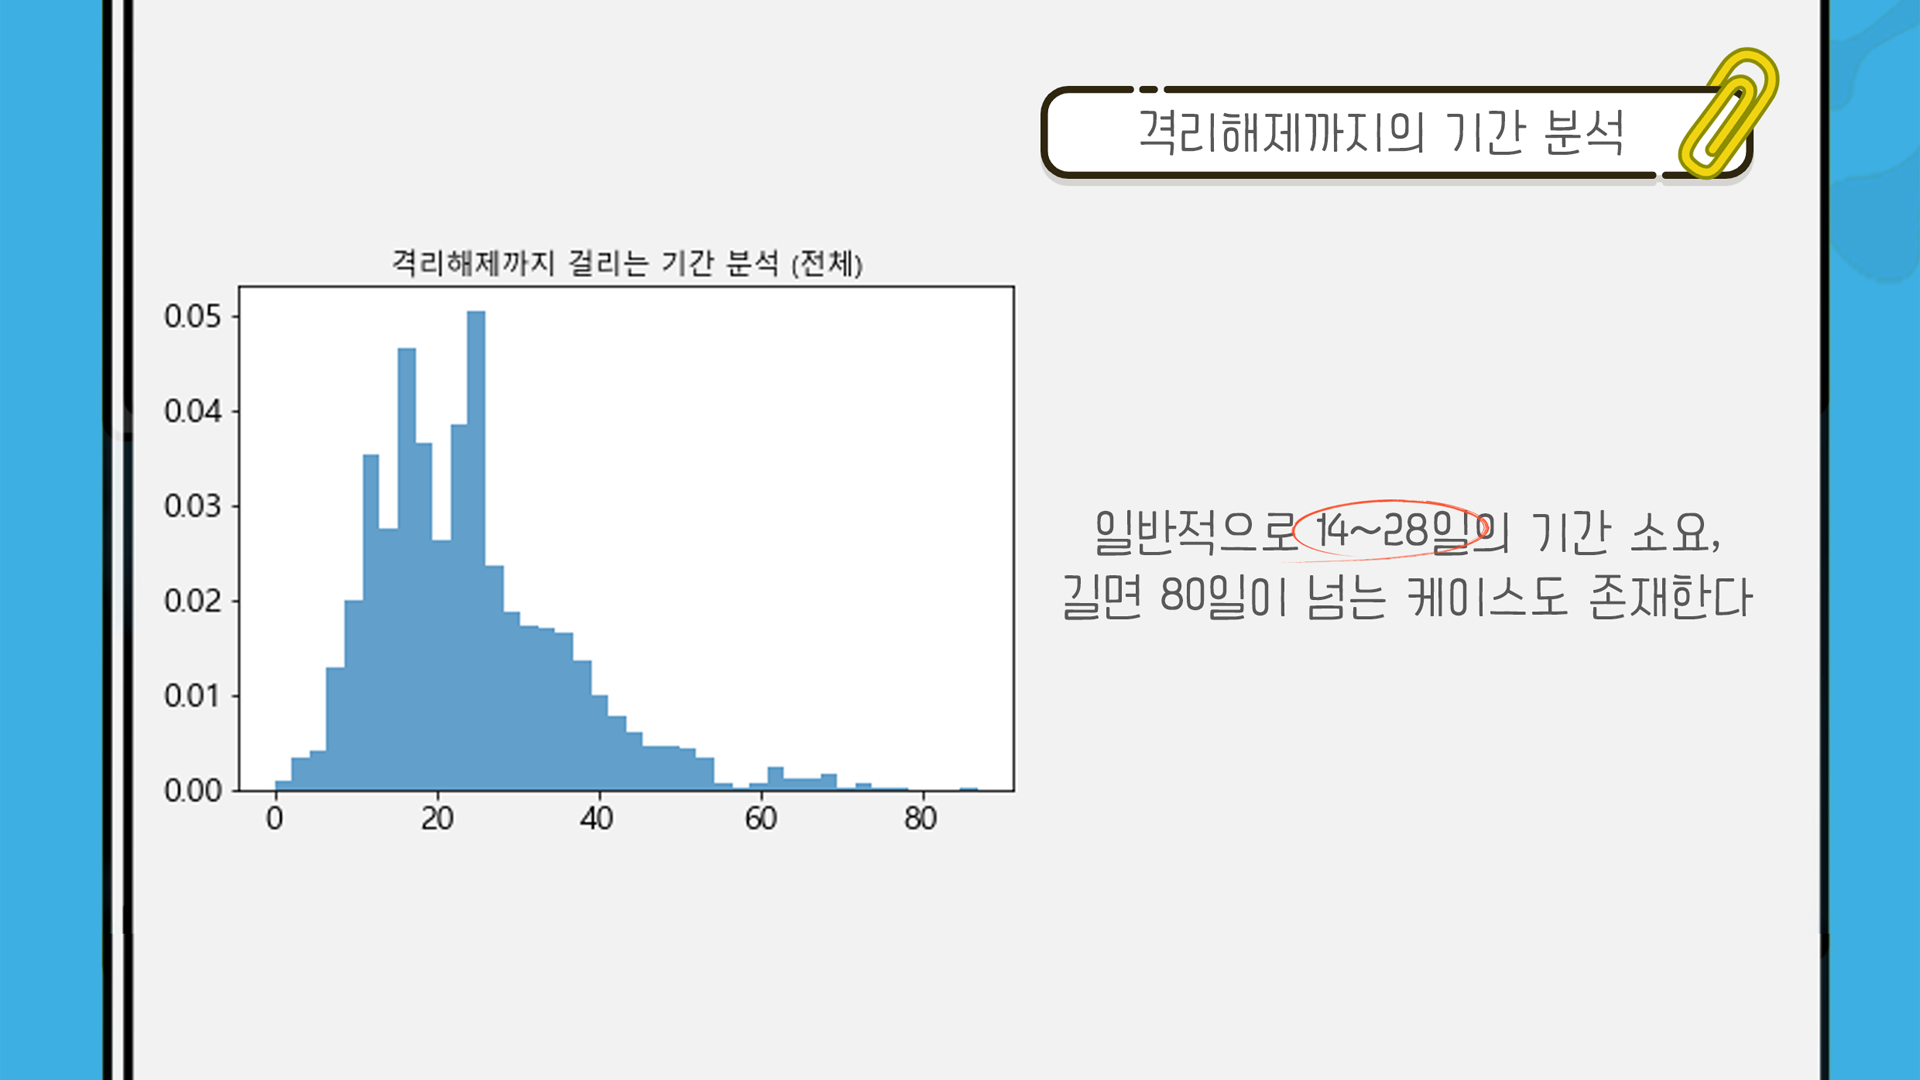 격리해제까지의 기간 분석
격리해제까지 걸리는 기간 분석 (전체)
0.05
0.04
0.03
0.02
0.01
0.00
0 20 40 60 80
일반적으로 14~28일의 기간 소요,
길면 80일이 넘는 케이스도 존재한다